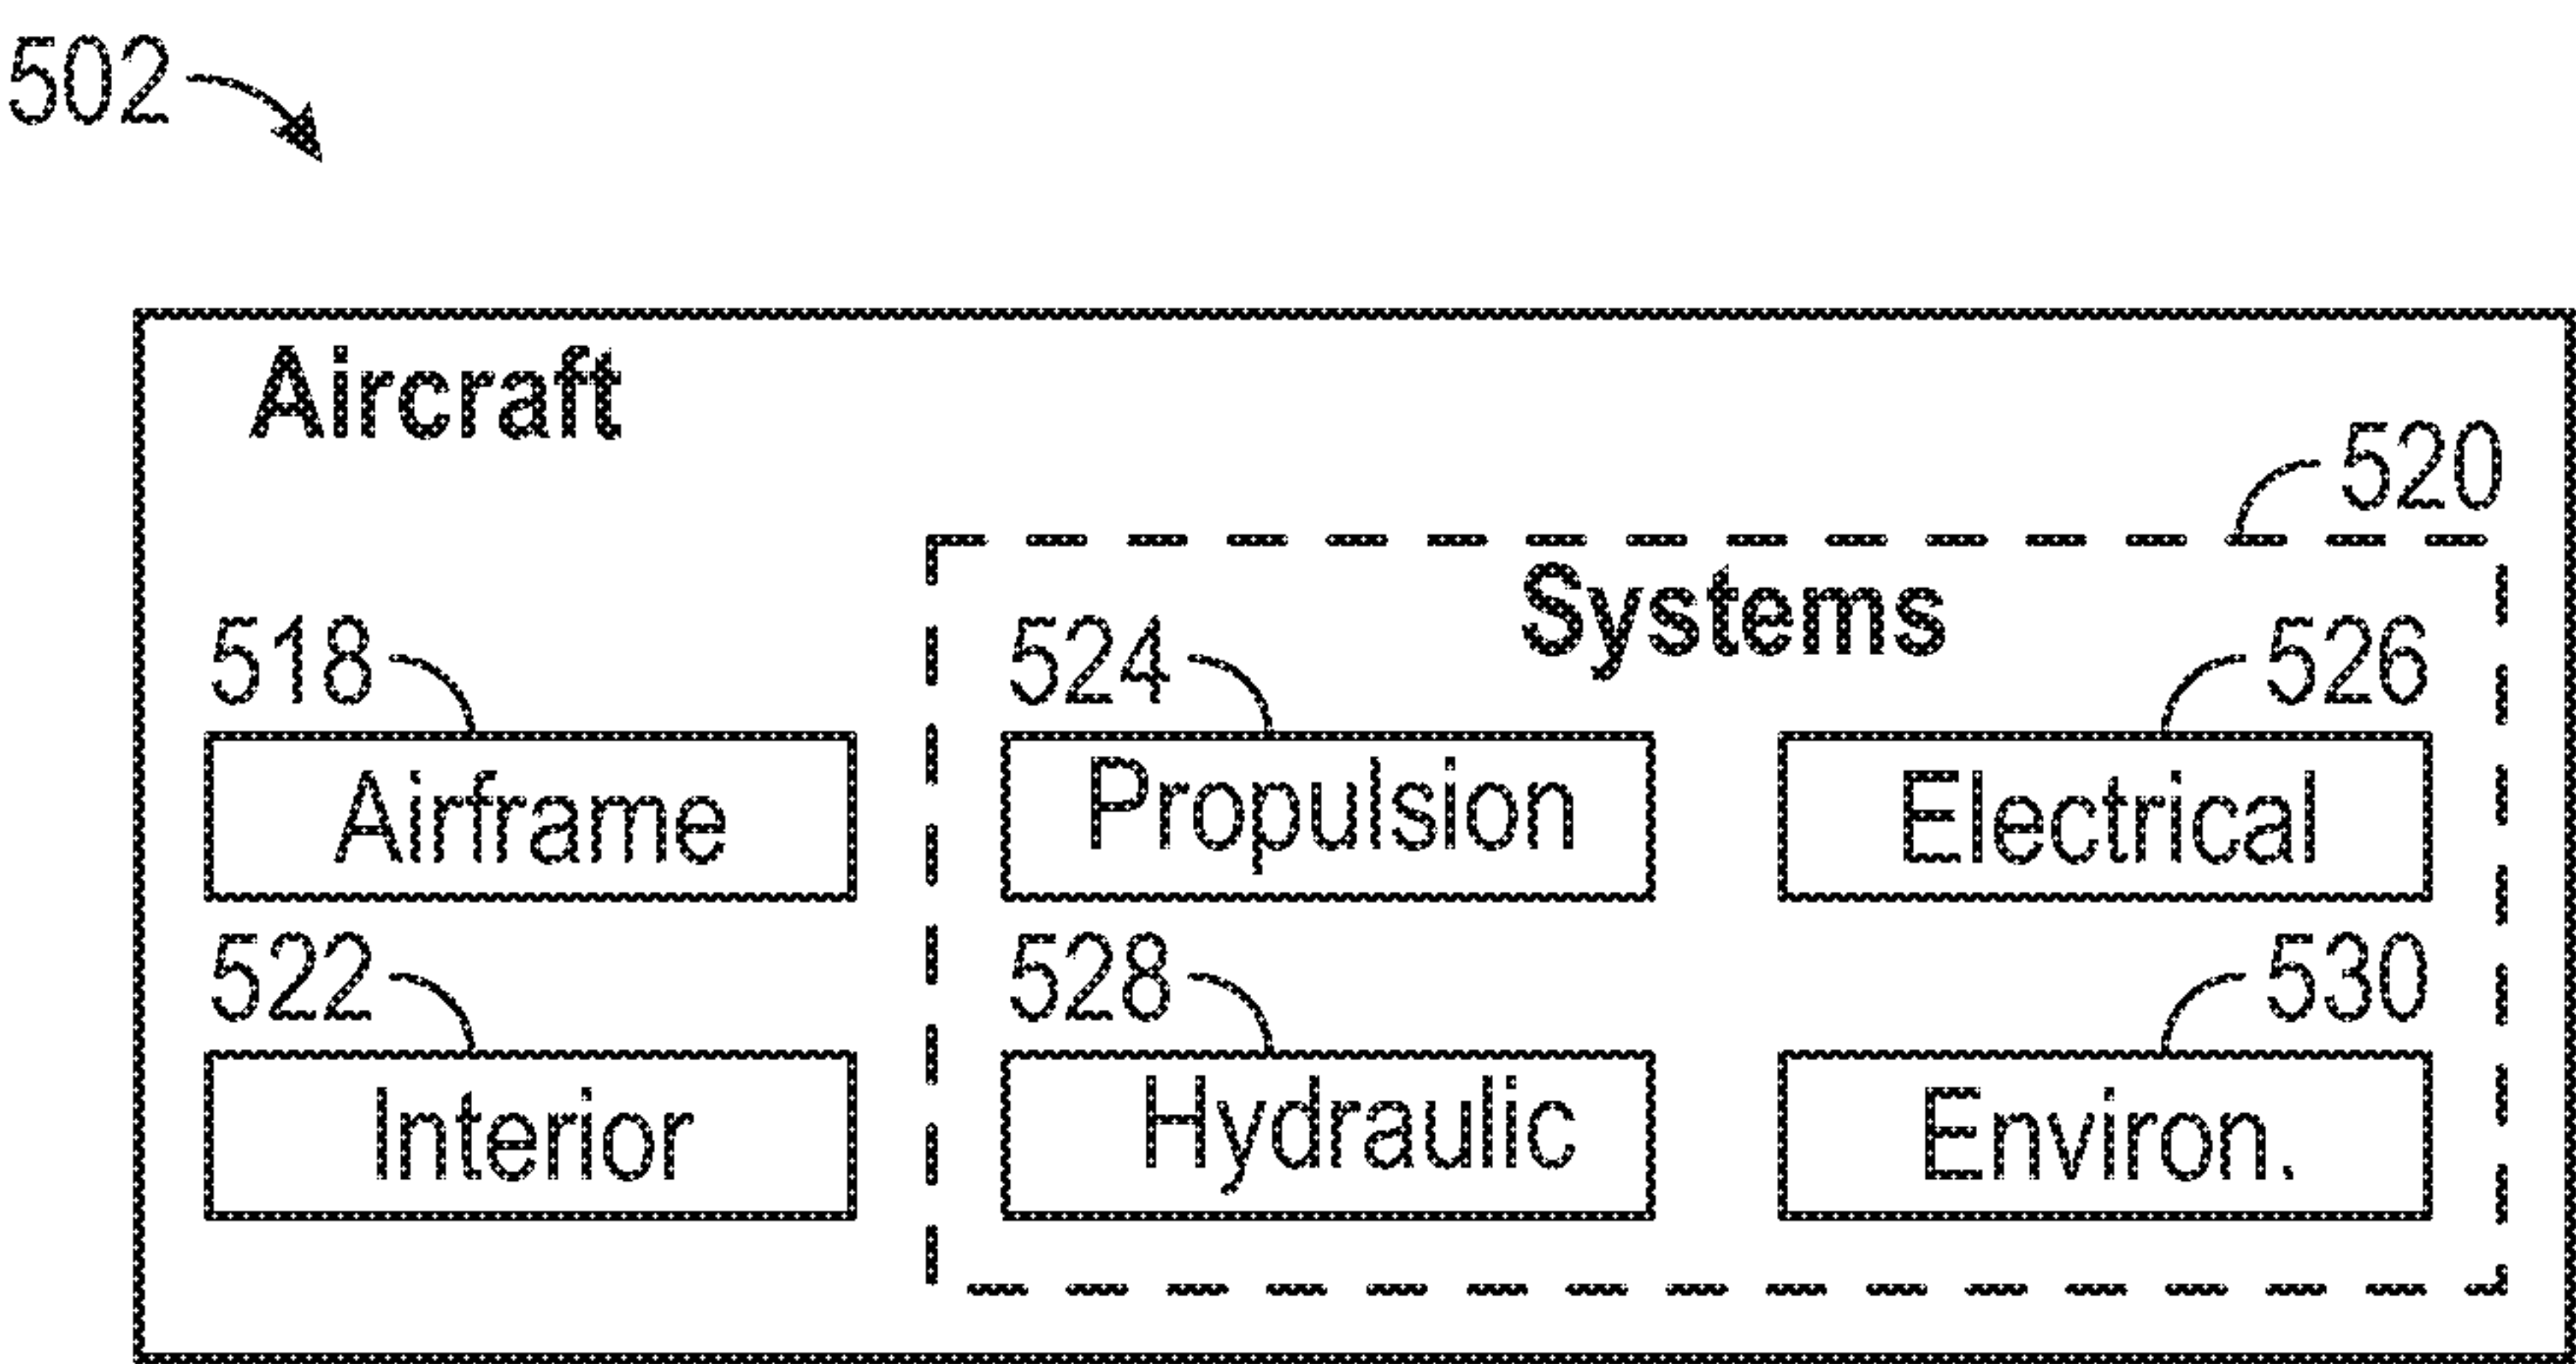 502
Aircraft
520
Systems
518 524 526
Airframe Propulsion Electrical
522 528 530
Interior Hydraulic Environ.